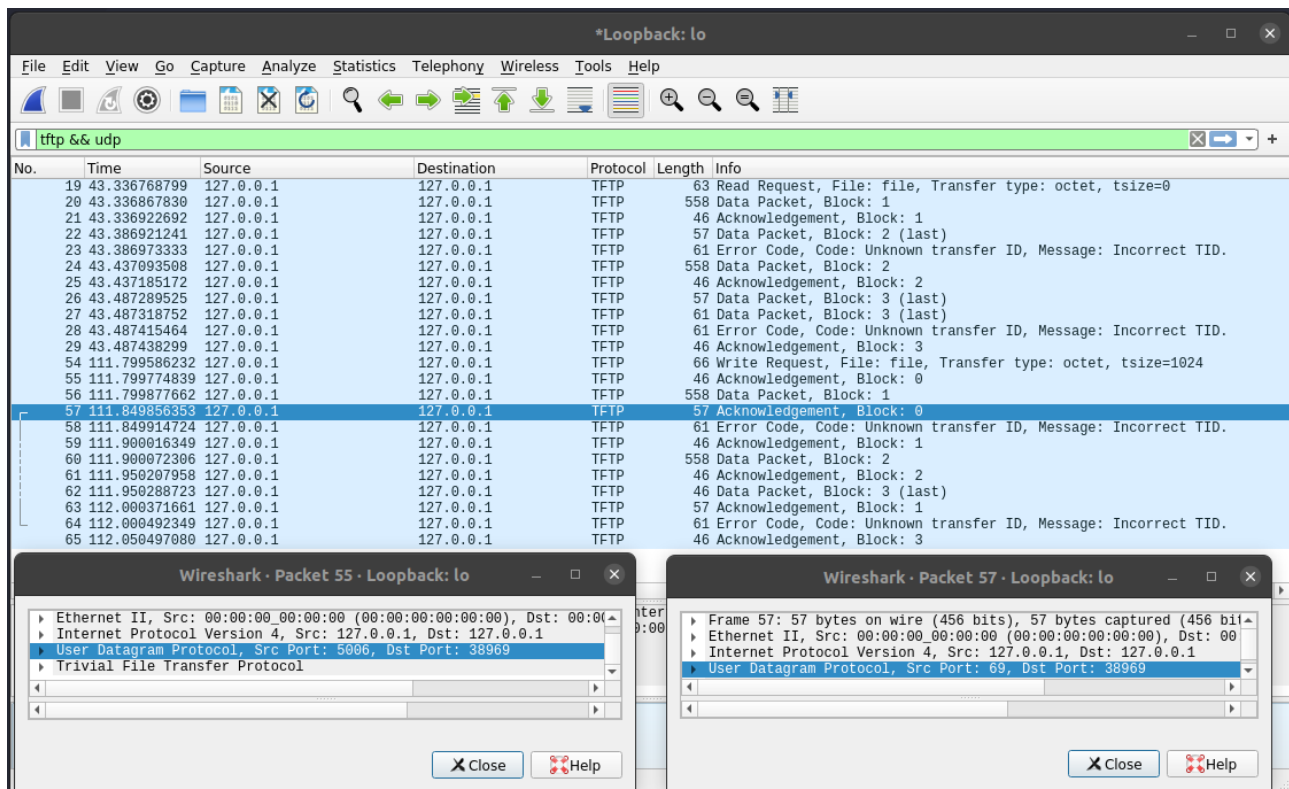 *Loopback: lo
File Edit View Go Capture Analyze Statistics Telephony Wireless Tools Help
tftp && udp
No. Time Source Destination Protocol Length Info
19 43.336768799 127.0.0.1 127.0.0.1 TFTP 63 Read Request, File: file, Transfer type: octet, tsize=0
20 43.336867830 127.0.0.1 127.0.0.1 TFTP 558 Data Packet, Block: 1
21 43.336922692 127.0.0.1 127.0.0.1 TFTP 46 Acknowledgement, Block: 1
22 43.386921241 127.0.0.1 127.0.0.1 TFTP 57 Data Packet, Block: 2 (last)
23 43.386973333 127.0.0.1 127.0.0.1 TFTP 61 Error Code, Code: Unknown transfer ID, Message: Incorrect TID.
24 43.437093508 127.0.0.1 127.0.0.1 TFTP 558 Data Packet, Block: 2
25 43.437185172 127.0.0.1 127.0.0.1 TFTP 46 Acknowledgement, Block: 2
26 43.487289525 127.0.0.1 127.0.0.1 TFTP 57 Data Packet, Block: 3 (last)
27 43.487318752 127.0.0.1 127.0.0.1 TFTP 61 Data Packet, Block: 3 (last)
28 43.487415464 127.0.0.1 127.0.0.1 TFTP 61 Error Code, Code: Unknown transfer ID, Message: Incorrect TID.
29 43.487438299 127.0.0.1 127.0.0.1 TFTP 46 Acknowledgement, Block: 3
54 111.799586232 127.0.0.1 127.0.0.1 TFTP 66 Write Request, File: file, Transfer type: octet, tsize=1024
55 111.799774839 127.0.0.1 127.0.0.1 TFTP 46 Acknowledgement, Block: 0
56 111.799877662 127.0.0.1 127.0.0.1 TFTP 558 Data Packet, Block: 1
57 111.849856353 127.0.0.1 127.0.0.1 TFTP 57 Acknowledgement, Block: 0
58 111.849914724 127.0.0.1 127.0.0.1 TFTP 61 Error Code, Code: Unknown transfer ID, Message: Incorrect TID.
59 111.900016349 127.0.0.1 127.0.0.1 TFTP 46 Acknowledgement, Block: 1
60 111.900072306 127.0.0.1 127.0.0.1 TFTP 558 Data Packet, Block: 2
61 111.950207958 127.0.0.1 127.0.0.1 TFTP 46 Acknowledgement, Block: 2
62 111.950288723 127.0.0.1 127.0.0.1 TFTP 46 Data Packet, Block: 3 (last)
63 112.000371661 127.0.0.1 127.0.0.1 TFTP 57 Acknowledgement, Block: 1
64 112.000492349 127.0.0.1 127.0.0.1 TFTP 61 Error Code, Code: Unknown transfer ID, Message: Incorrect TID.
65 112.050497080 127.0.0.1 127.0.0.1 TFTP 46 Acknowledgement, Block: 3
Wireshark · Packet 55 · Loopback: lo
Ethernet II, Src: 00:00:00_00:00:00 (00:00:00:00:00:00), Dst: 00:0
Internet Protocol Version 4, Src: 127.0.0.1, Dst: 127.0.0.1
User Datagram Protocol, Src Port: 5006, Dst Port: 38969
Trivial File Transfer Protocol
Close Help
Wireshark · Packet 57 · Loopback: lo
Frame 57: 57 bytes on wire (456 bits), 57 bytes captured (456 bit
Ethernet II, Src: 00:00:00_00:00:00 (00:00:00:00:00:00), Dst: 00
Internet Protocol Version 4, Src: 127.0.0.1, Dst: 127.0.0.1
User Datagram Protocol, Src Port: 69, Dst Port: 38969
Close Help